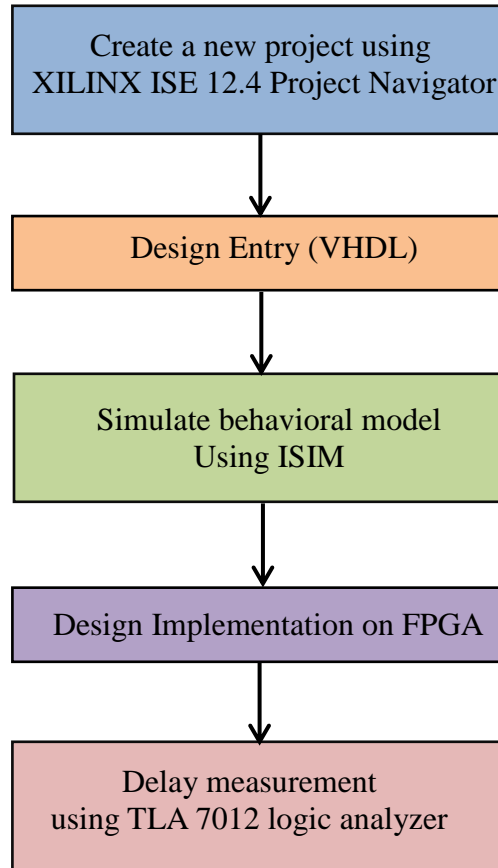 Create a new project using
XILINX ISE 12.4 Project Navigator
Design Entry (VHDL)
Simulate behavioral model
Using ISIM
Design Implementation on FPGA
Delay measurement
using TLA 7012 logic analyzer